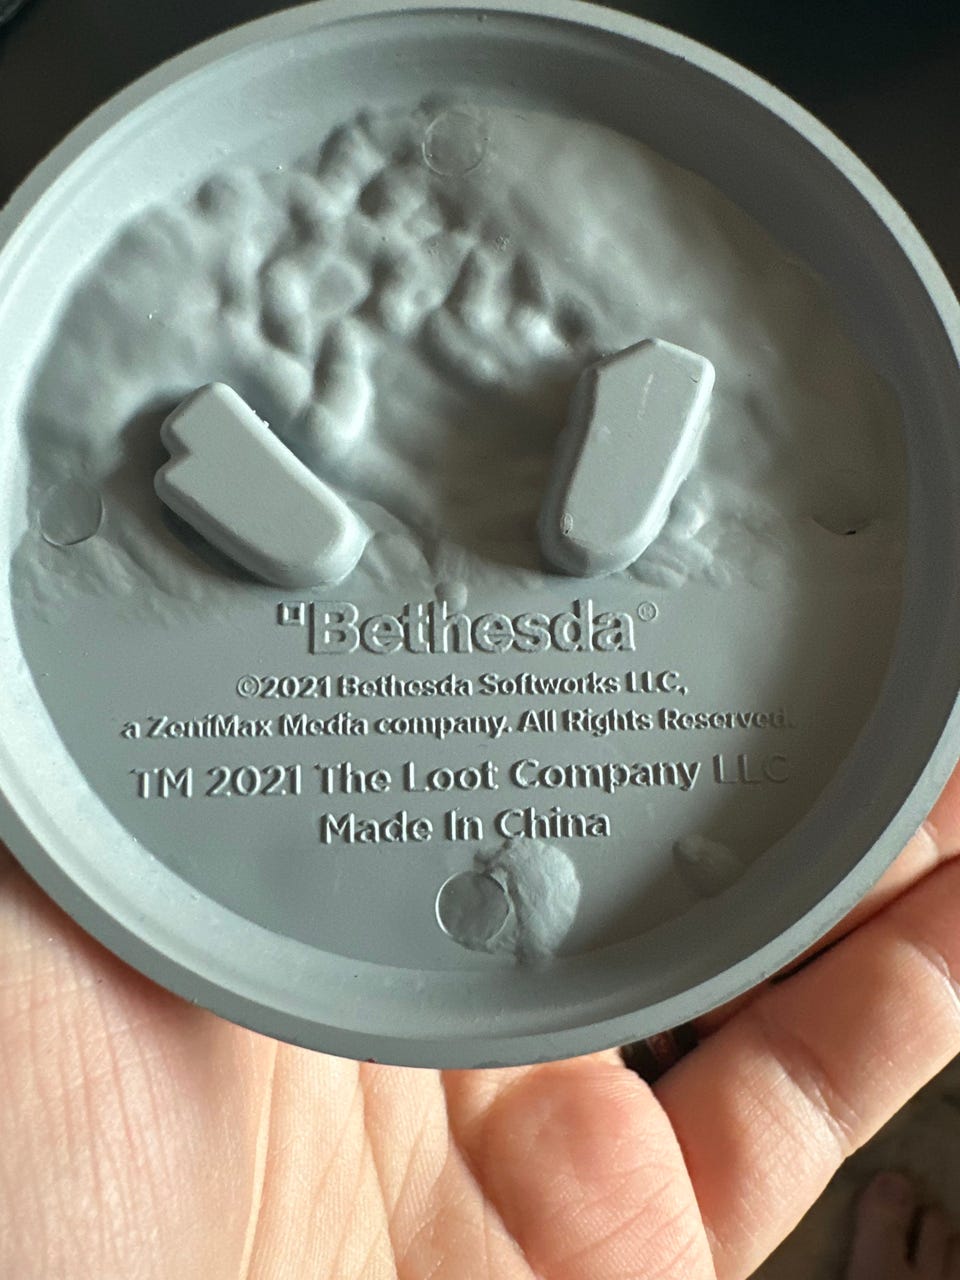 Bethesda®
©2021 Bethesda Softworks LLC,
a ZeniMax Media company. All Rights Reserved.
TM 2021 The Loot Company LLC
Made In China